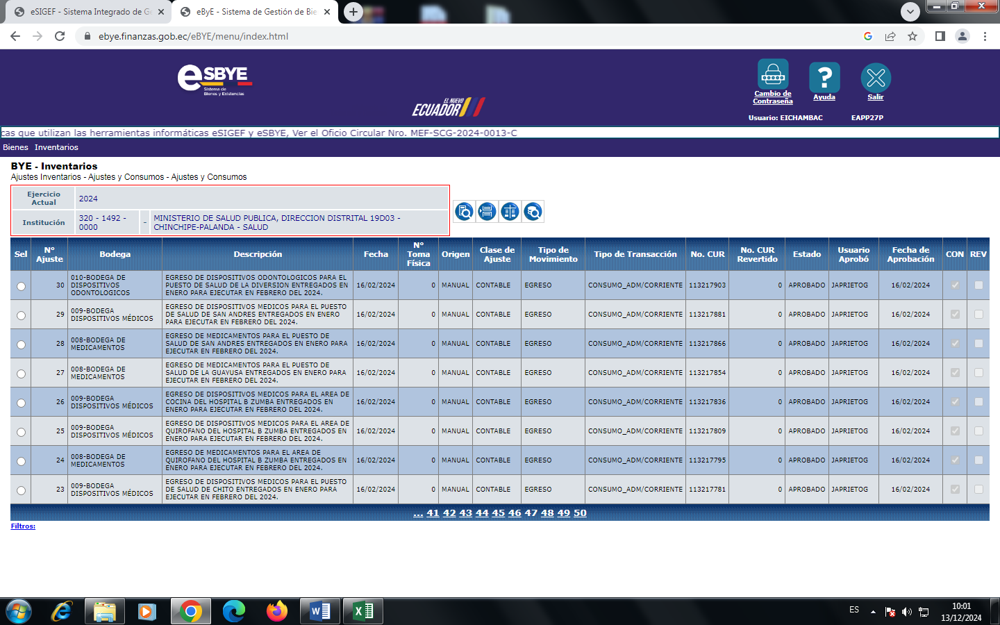 eSIGEF - Sistema Integrado de Ge
eByE - Sistema de Gestión de Bie
ebye.finanzas.gob.ec/eBYE/menu/index.html
eSBYE
Sistema de
Bienes y Existencias
EL NUEVO
ECUADOR
Cambio de
Contraseña
Ayuda
Salir
Usuario: EICHAMBAC EAPP27P
cas que utilizan las herramientas informáticas eSIGEF y eSBYE, Ver el Oficio Circular Nro. MEF-SCG-2024-0013-C
Bienes Inventarios
BYE - Inventarios
Ajustes Inventarios - Ajustes y Consumos - Ajustes y Consumos
Ejercicio
Actual
2024
Institución
320 - 1492 -
0000
-
MINISTERIO DE SALUD PUBLICA, DIRECCION DISTRITAL 19D03 -
CHINCHIPE-PALANDA - SALUD
Sel N° Ajuste Bodega Descripción Fecha N° Toma Física Origen Clase de Ajuste Tipo de Movimiento Tipo de Transacción No. CUR No. CUR Revertido Estado Usuario Aprobó Fecha de Aprobación CON REV
30 010-BODEGA DE DISPOSITIVOS ODONTOLOGICOS EGRESO DE DISPOSITIVOS ODONTOLOGICOS PARA EL PUESTO DE SALUD DE LA DIVERSION ENTREGADOS EN ENERO PARA EJECUTAR EN FEBRERO DEL 2024. 16/02/2024 0 MANUAL CONTABLE EGRESO CONSUMO_ADM/CORRIENTE 113217903 0 APROBADO JAPRIETOG 16/02/2024
29 009-BODEGA DISPOSITIVOS MÉDICOS EGRESO DE DISPOSITIVOS MEDICOS PARA EL PUESTO DE SALUD DE SAN ANDRES ENTREGADOS EN ENERO PARA EJECUTAR EN FEBRERO DEL 2024. 16/02/2024 0 MANUAL CONTABLE EGRESO CONSUMO_ADM/CORRIENTE 113217881 0 APROBADO JAPRIETOG 16/02/2024
28 008-BODEGA DE MEDICAMENTOS EGRESO DE MEDICAMENTOS PARA EL PUESTO DE SALUD DE SAN ANDRES ENTREGADOS EN ENERO PARA EJECUTAR EN FEBRERO DEL 2024. 16/02/2024 0 MANUAL CONTABLE EGRESO CONSUMO_ADM/CORRIENTE 113217866 0 APROBADO JAPRIETOG 16/02/2024
27 008-BODEGA DE MEDICAMENTOS EGRESO DE MEDICAMENTOS PARA EL PUESTO DE SALUD DE LA GUAYUSA ENTREGADOS EN ENERO PARA EJECUTAR EN FEBRERO DEL 2024. 16/02/2024 0 MANUAL CONTABLE EGRESO CONSUMO_ADM/CORRIENTE 113217854 0 APROBADO JAPRIETOG 16/02/2024
26 009-BODEGA DISPOSITIVOS MÉDICOS EGRESO DE DISPOSITIVOS MEDICOS PARA EL AREA DE COCINA DEL HOSPITAL B ZUMBA ENTREGADOS EN ENERO PARA EJECUTAR EN FEBRERO DEL 2024. 16/02/2024 0 MANUAL CONTABLE EGRESO CONSUMO_ADM/CORRIENTE 113217836 0 APROBADO JAPRIETOG 16/02/2024
25 009-BODEGA DISPOSITIVOS MÉDICOS EGRESO DE DISPOSITIVOS MEDICOS PARA EL AREA DE QUIROFANO DEL HOSPITAL B ZUMBA ENTREGADOS EN ENERO PARA EJECUTAR EN FEBRERO DEL 2024. 16/02/2024 0 MANUAL CONTABLE EGRESO CONSUMO_ADM/CORRIENTE 113217809 0 APROBADO JAPRIETOG 16/02/2024
24 008-BODEGA DE MEDICAMENTOS EGRESO DE MEDICAMENTOS PARA EL AREA DE QUIROFANO DEL HOSPITAL B ZUMBA ENTREGADOS EN ENERO PARA EJECUTAR EN FEBRERO DEL 2024. 16/02/2024 0 MANUAL CONTABLE EGRESO CONSUMO_ADM/CORRIENTE 113217795 0 APROBADO JAPRIETOG 16/02/2024
23 009-BODEGA DISPOSITIVOS MÉDICOS EGRESO DE DISPOSITIVOS MEDICOS PARA EL PUESTO DE SALUD DE CHITO ENTREGADOS EN ENERO PARA EJECUTAR EN FEBRERO DEL 2024. 16/02/2024 0 MANUAL CONTABLE EGRESO CONSUMO_ADM/CORRIENTE 113217781 0 APROBADO JAPRIETOG 16/02/2024
... 41 42 43 44 45 46 47 48 49 50
Filtros:
ES
10:01
13/12/2024